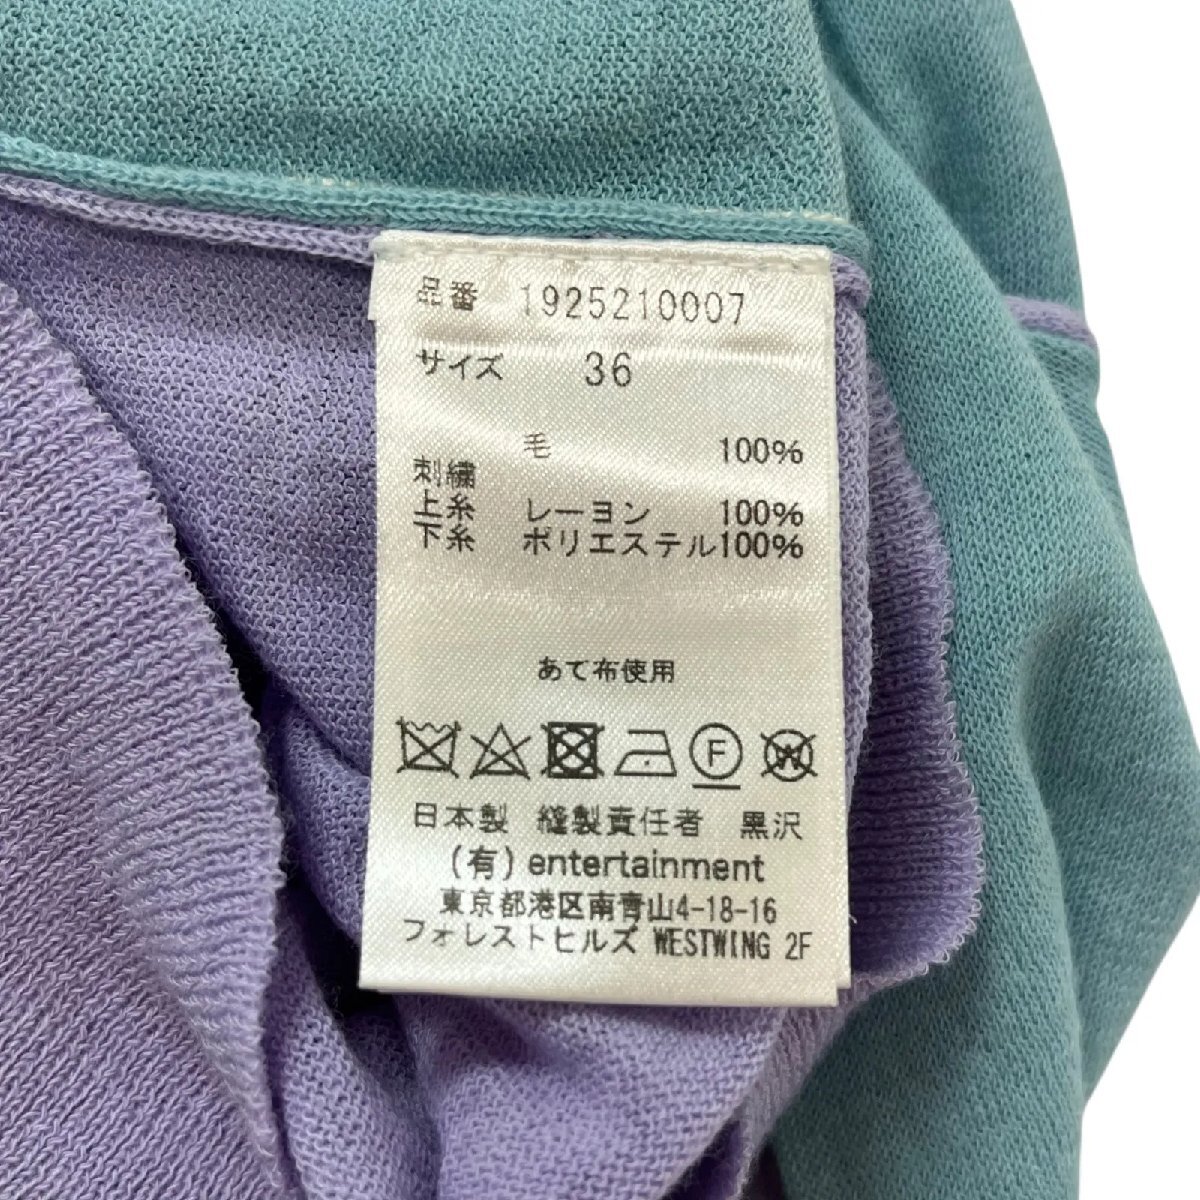 品番 1925210007
サイズ 36
毛 100%
刺繍
上糸 レーヨン 100%
下糸 ポリエステル100%
あて布使用
F W
日本製 縫製責任者 黒沢
(有) entertainment
東京都港区南青山4-18-16
フォレストヒルズ WESTWING 2F